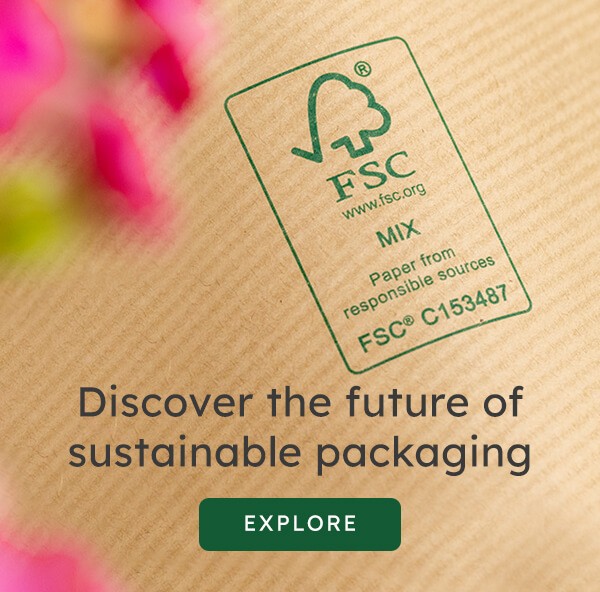 ®
FSC
www.fsc.org
MIX
Paper from
responsible sources
FSC® C153487
Discover the future of
sustainable packaging
EXPLORE